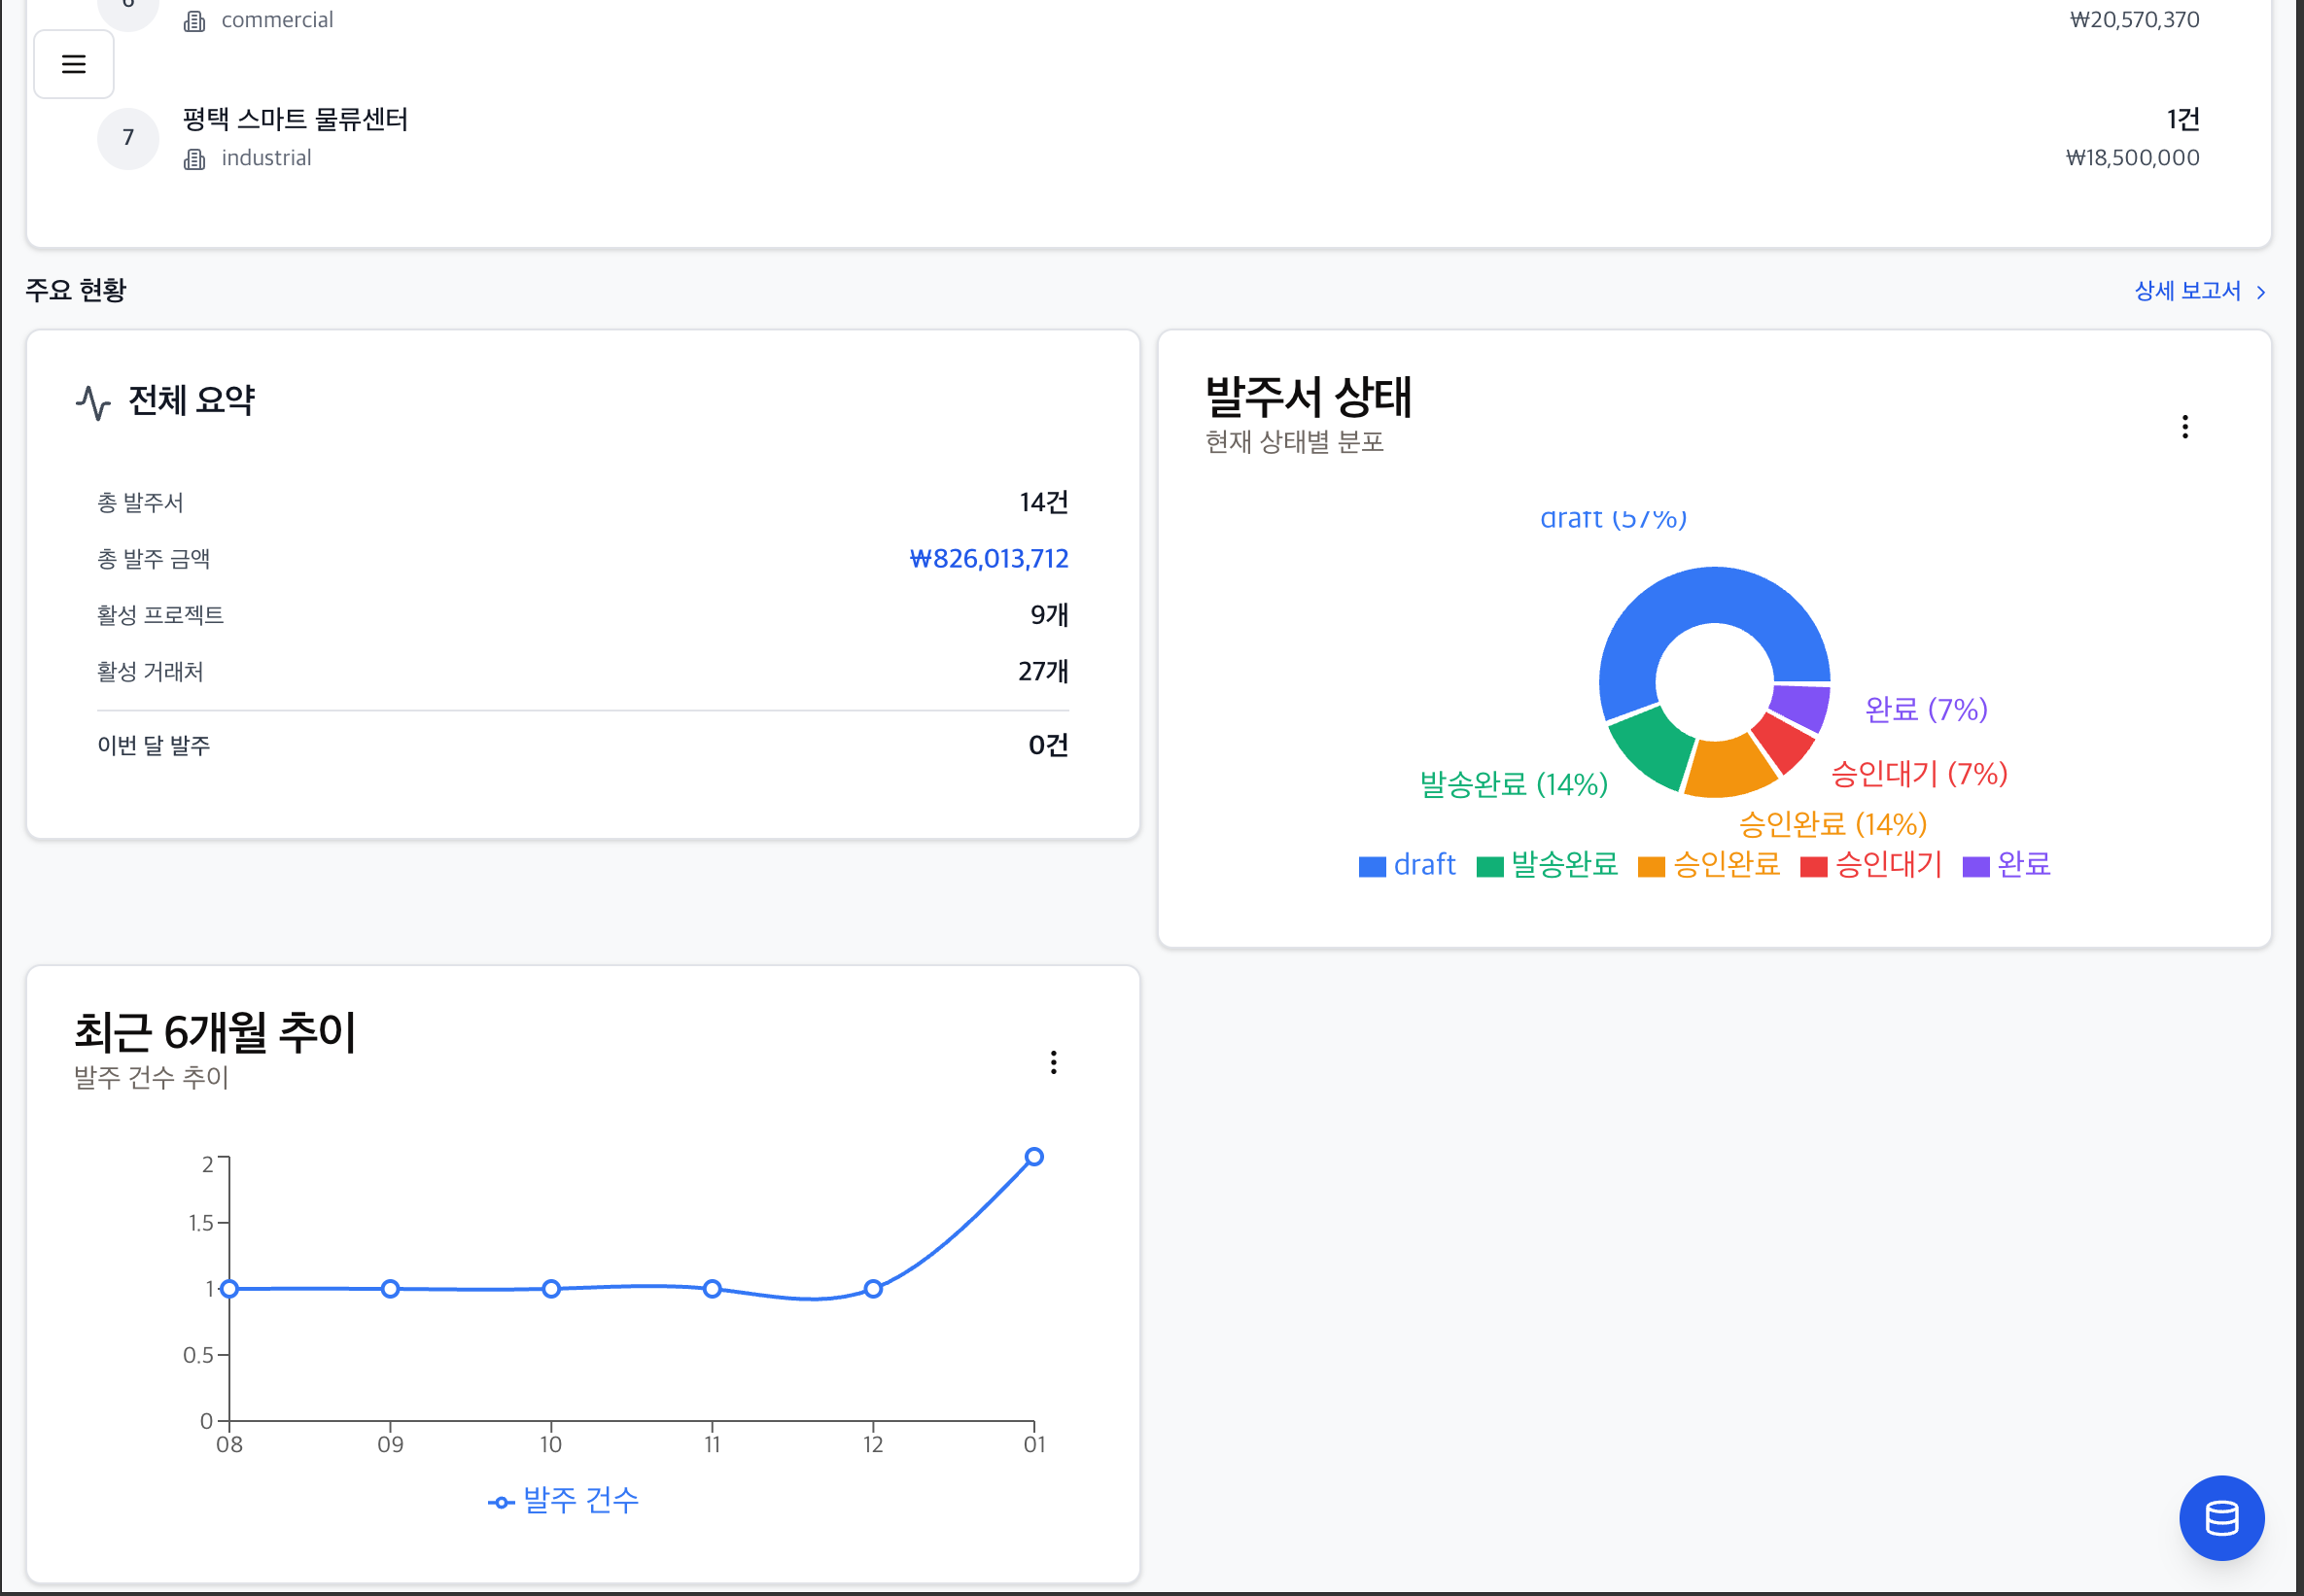 commercial
₩20,570,370
7
평택 스마트 물류센터
1건
industrial
₩18,500,000
주요 현황
상세 보고서
전체 요약
총 발주서
14건
총 발주 금액
₩826,013,712
활성 프로젝트
9개
활성 거래처
27개
이번 달 발주
0건
발주서 상태
현재 상태별 분포
draft (57%)
완료 (7%)
승인대기 (7%)
발송완료 (14%)
승인완료 (14%)
draft 발송완료 승인완료 승인대기 완료
최근 6개월 추이
발주 건수 추이
2
1.5
1
0.5
0
08 09 10 11 12 01
발주 건수